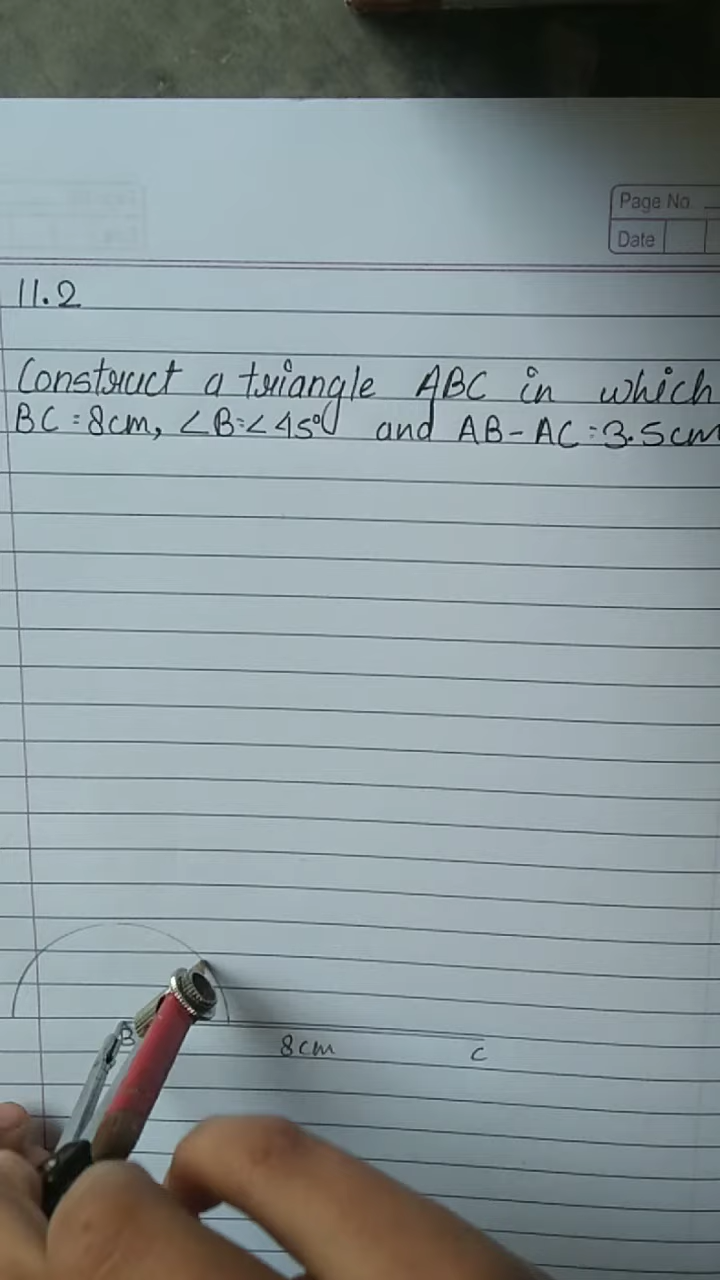 Page No
Date
11.2
Construct a triangle ABC in which
BC = 8cm, ∠B=∠45° and AB-AC = 3.5cm
B 8cm C